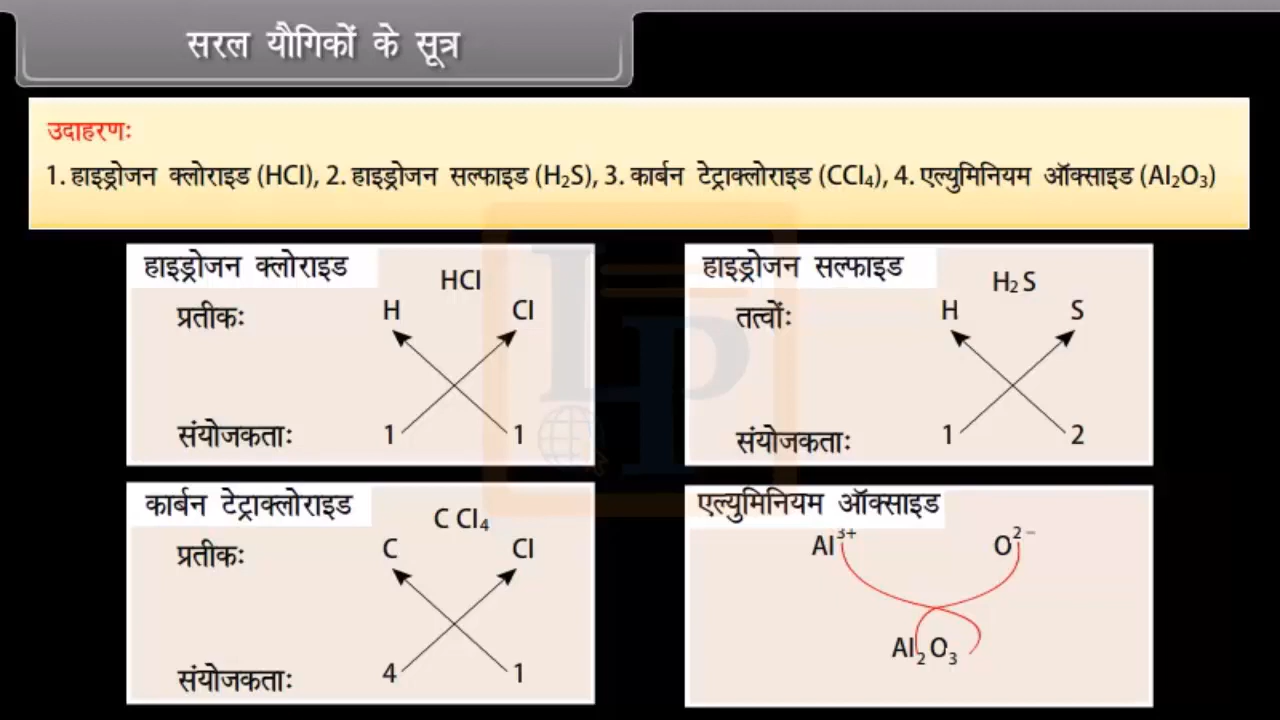 सरल यौगिकों के सूत्र
उदाहरणः
1. हाइड्रोजन क्लोराइड (HCl), 2. हाइड्रोजन सल्फाइड (H₂S), 3. कार्बन टेट्राक्लोराइड (CCl₄), 4. एल्युमिनियम ऑक्साइड (Al₂O₃)
हाइड्रोजन क्लोराइड
HCl
प्रतीकः H Cl
संयोजकताः 1 1
हाइड्रोजन सल्फाइड
H₂ S
तत्वोंः H S
संयोजकताः 1 2
कार्बन टेट्राक्लोराइड
C Cl₄
प्रतीकः C Cl
संयोजकताः 4 1
एल्युमिनियम ऑक्साइड
Al³⁺ O²⁻
Al₂O₃